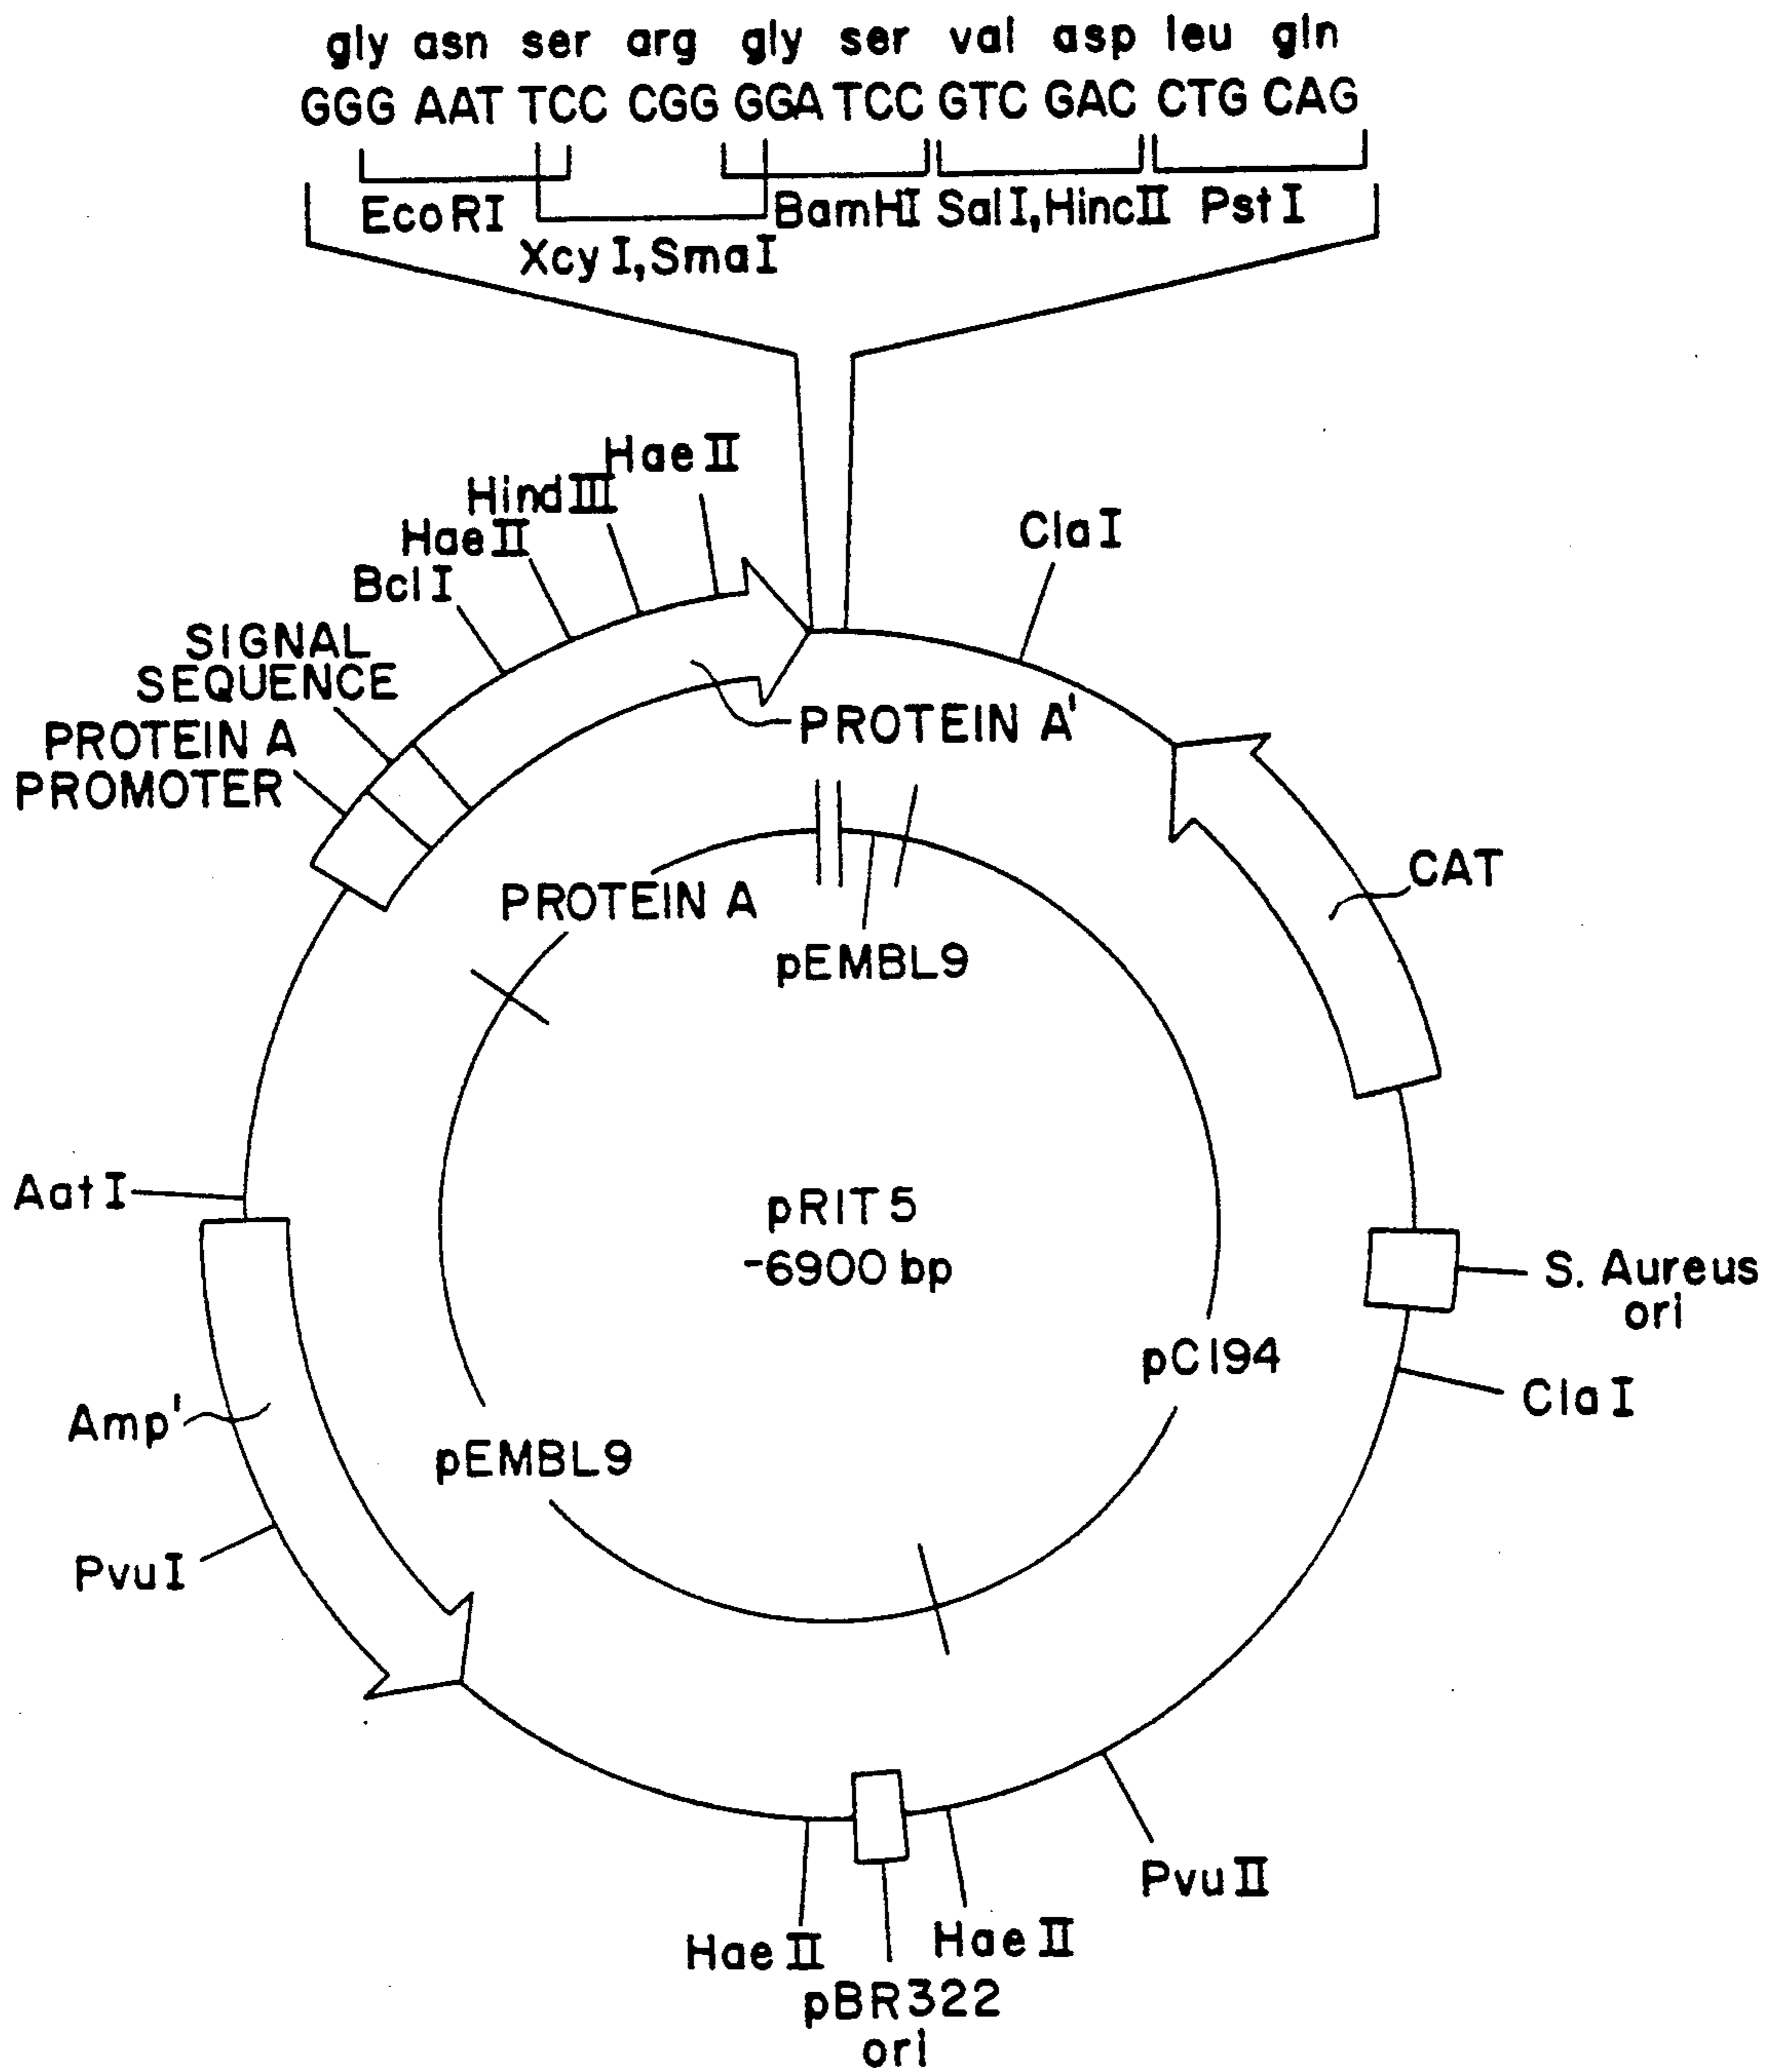 gly asn ser arg gly ser val asp leu gln
GGG AAT TCC CGG GGA TCC GTC GAC CTG CAG
EcoRI
BamHI
SalI,HincII
PstI
XcyI,SmaI
HaeII
HindIII
HaeII
BclI
ClaI
SIGNAL
SEQUENCE
PROTEIN A
PROMOTER
PROTEIN A'
CAT
PROTEIN A
pEMBL9
AatI
pRIT5
-6900 bp
S. Aureus
ori
pC194
ClaI
Amp'
pEMBL9
PvuI
PvuII
HaeII
HaeII
pBR322
ori